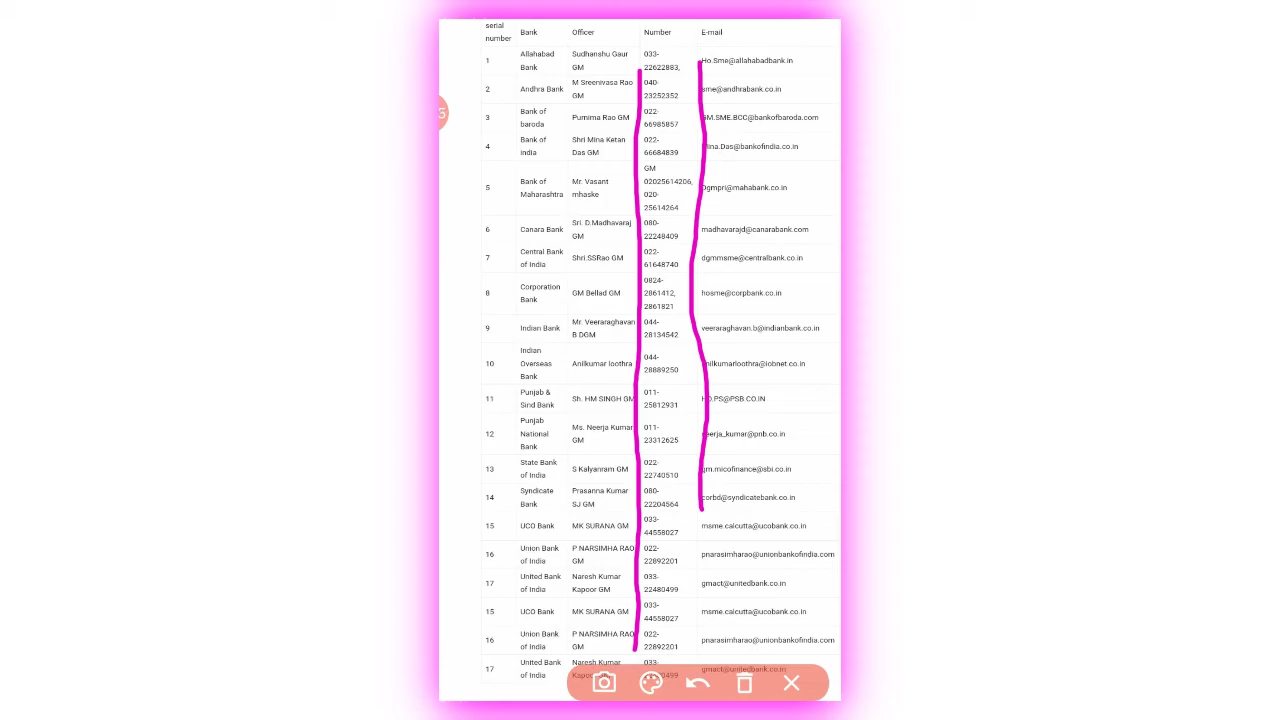 serial number Bank Officer Number E-mail
1 Allahabad Bank Sudhanshu Gaur GM 033-22622883, Ho.Sme@allahabadbank.in
2 Andhra Bank M Sreenivasa Rao GM 040-23252352 sme@andhrabank.co.in
3 Bank of baroda Purnima Rao GM 022-66985857 GM.SME.BCC@bankofbaroda.com
4 Bank of india Shri Mina Ketan Das GM 022-66684839 Mina.Das@bankofindia.co.in
5 Bank of Maharashtra Mr. Vasant mhaske GM 02025614206, 020-25614264 Dgmpri@mahabank.co.in
6 Canara Bank Sri. D.Madhavaraj GM 080-22248409 madhavarajd@canarabank.com
7 Central Bank of India Shri.SSRao GM 022-61648740 dgmmsme@centralbank.co.in
8 Corporation Bank GM Bellad GM 0824-2861412, 2861821 hosme@corpbank.co.in
9 Indian Bank Mr. Veeraraghavan B DGM 044-28134542 veeraraghavan.b@indianbank.co.in
10 Indian Overseas Bank Anilkumar loothra 044-28889250 anilkumarloothra@iobnet.co.in
11 Punjab & Sind Bank Sh. HM SINGH GM 011-25812931 HO.PS@PSB.CO.IN
12 Punjab National Bank Ms. Neerja Kumar GM 011-23312625 neerja_kumar@pnb.co.in
13 State Bank of India S Kalyanram GM 022-22740510 gm.micofinance@sbi.co.in
14 Syndicate Bank Prasanna Kumar SJ GM 080-22204564 corbd@syndicatebank.co.in
15 UCO Bank MK SURANA GM 033-44558027 msme.calcutta@ucobank.co.in
16 Union Bank of India P NARSIMHA RAO GM 022-22892201 pnarasimharao@unionbankofindia.com
17 United Bank of India Naresh Kumar Kapoor GM 033-22480499 gmact@unitedbank.co.in
15 UCO Bank MK SURANA GM 033-44558027 msme.calcutta@ucobank.co.in
16 Union Bank of India P NARSIMHA RAO GM 022-22892201 pnarasimharao@unionbankofindia.com
17 United Bank of India Naresh Kumar 033- gmact@unitedbank.co.in